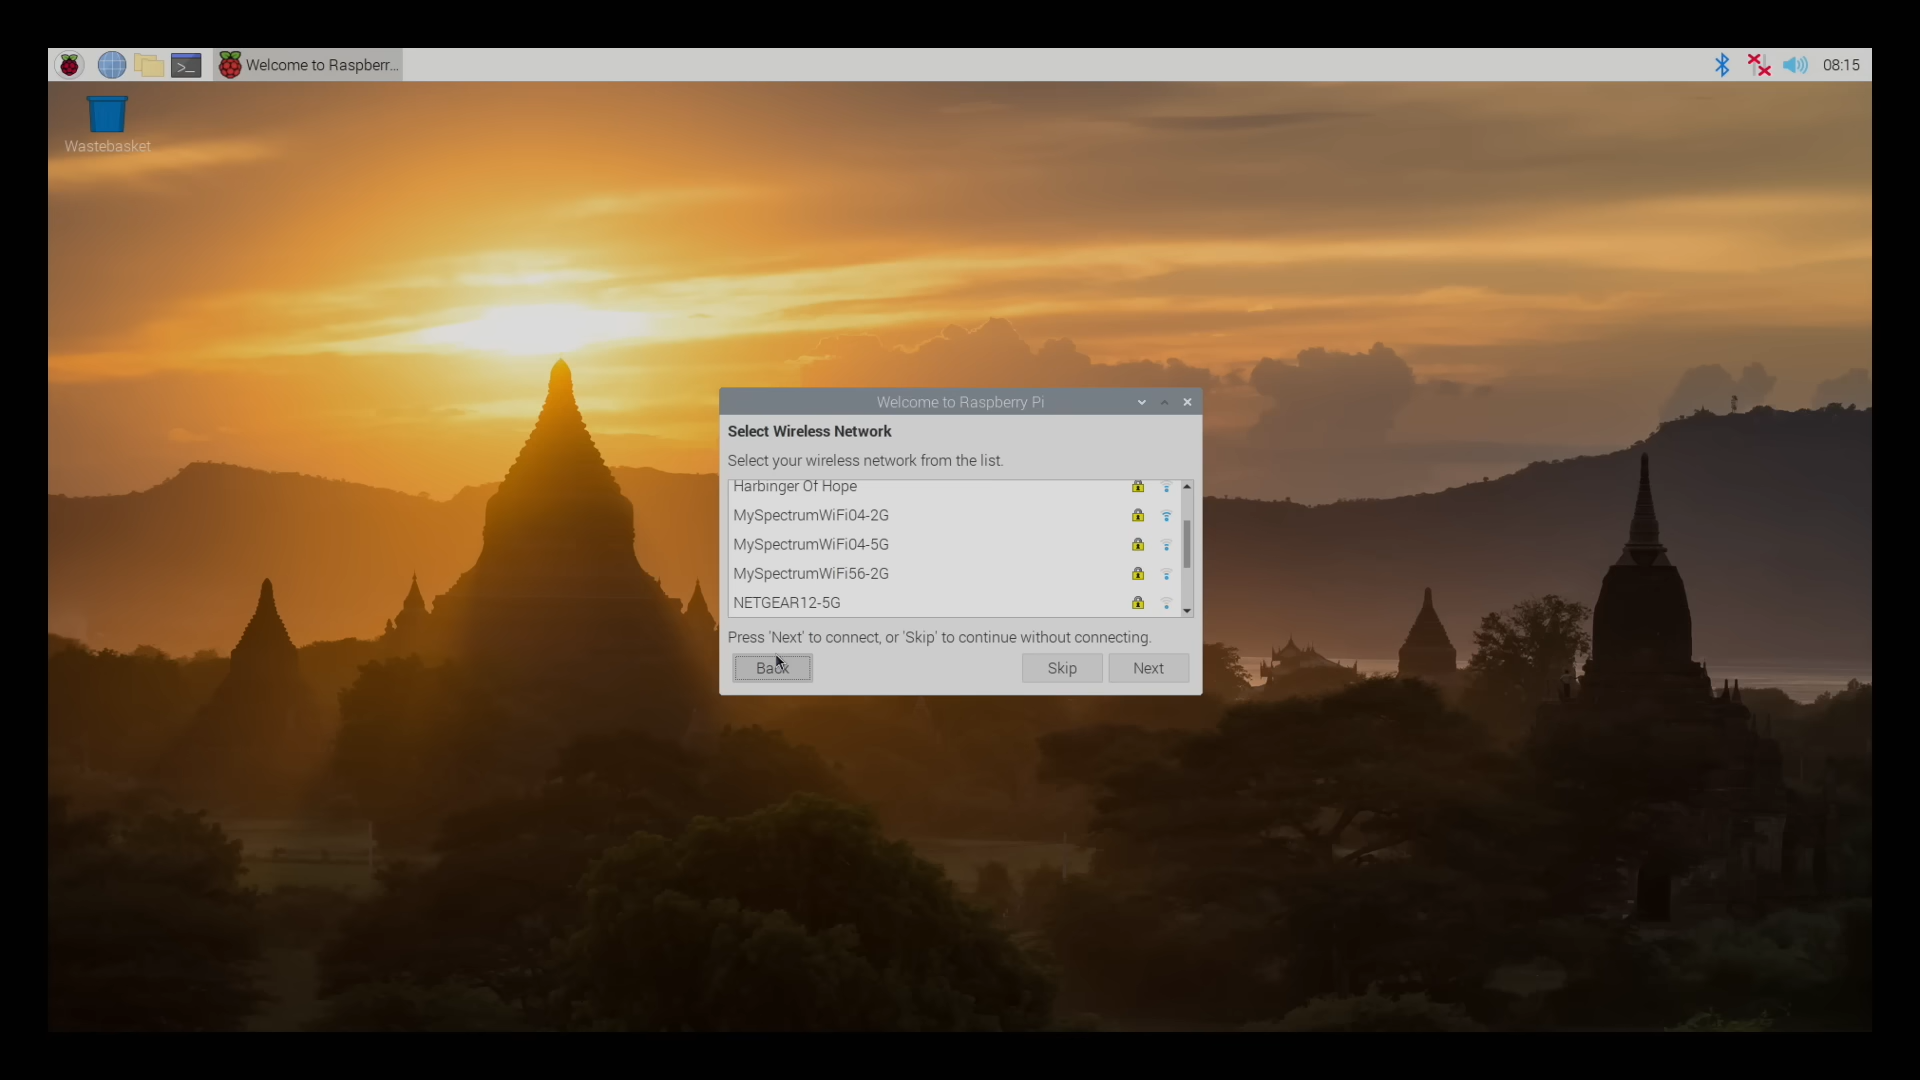 Welcome to Raspberr...
08:15
Wastebasket
Welcome to Raspberry Pi
Select Wireless Network
Select your wireless network from the list.
Harbinger Of Hope
MySpectrumWiFi04-2G
MySpectrumWiFi04-5G
MySpectrumWiFi56-2G
NETGEAR12-5G
Press 'Next' to connect, or 'Skip' to continue without connecting.
Back
Skip
Next